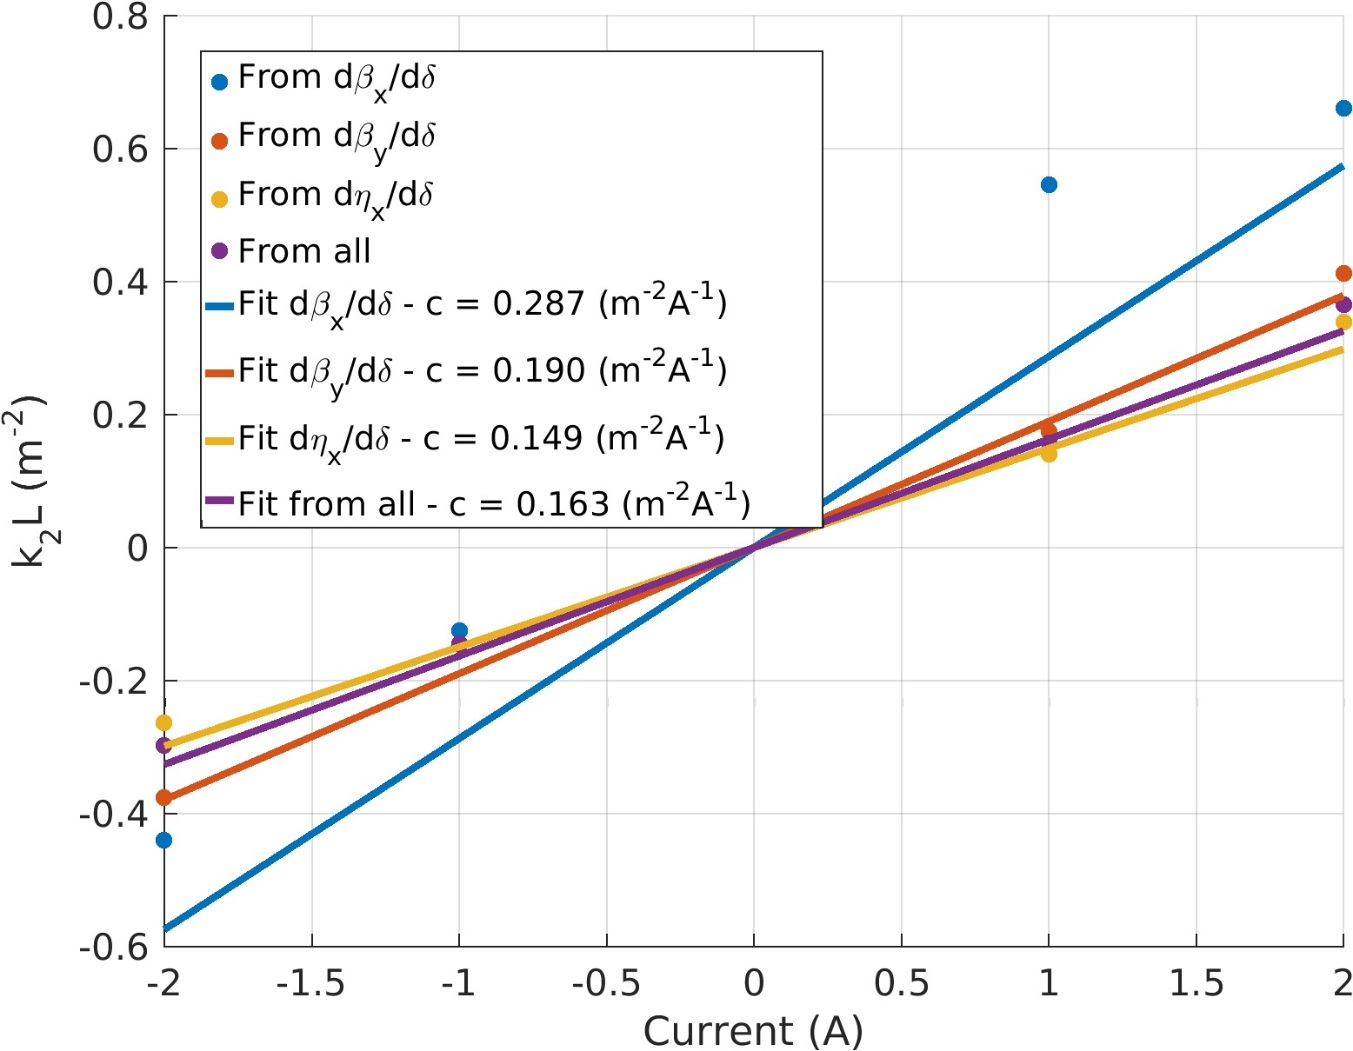 0.8
0.6
0.4
0.2
0
-0.2
-0.4
-0.6
k₂L (m⁻²)
From dβₓ/dδ
From dβ_y/dδ
From dηₓ/dδ
From all
Fit dβₓ/dδ - c = 0.287 (m⁻²A⁻¹)
Fit dβ_y/dδ - c = 0.190 (m⁻²A⁻¹)
Fit dηₓ/dδ - c = 0.149 (m⁻²A⁻¹)
Fit from all - c = 0.163 (m⁻²A⁻¹)
-2 -1.5 -1 -0.5 0 0.5 1 1.5 2
Current (A)